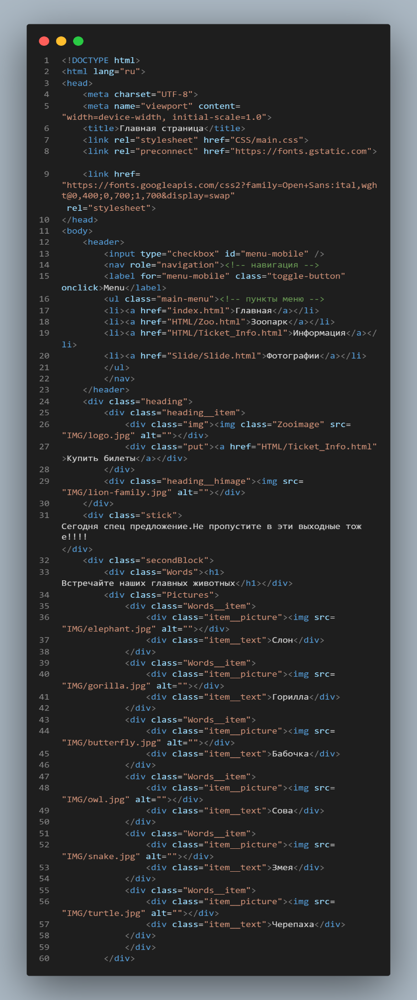 1 <!DOCTYPE html>
2 <html lang="ru">
3 <head>
4     <meta charset="UTF-8">
5     <meta name="viewport" content=
"width=device-width, initial-scale=1.0">
6     <title>Главная страница</title>
7     <link rel="stylesheet" href="CSS/main.css">
8     <link rel="preconnect" href="https://fonts.gstatic.com">
9     <link href=
"https://fonts.googleapis.com/css2?family=Open+Sans:ital,wgh
t@0,400;0,700;1,700&display=swap"
 rel="stylesheet">
10 </head>
11 <body>
12     <header>
13         <input type="checkbox" id="menu-mobile" />
14         <nav role="navigation"><!-- навигация -->
15         <label for="menu-mobile" class="toggle-button"
onclick>Menu</label>
16         <ul class="main-menu"><!-- пункты меню -->
17         <li><a href="index.html">Главная</a></li>
18         <li><a href="HTML/Zoo.html">Зоопарк</a></li>
19         <li><a href="HTML/Ticket_Info.html">Информация</a></
li>
20         <li><a href="Slide/Slide.html">Фотографии</a></li>
21         </ul>
22         </nav>
23     </header>
24     <div class="heading">
25         <div class="heading__item">
26             <div class="img"><img class="Zooimage" src=
"IMG/logo.jpg" alt=""></div>
27             <div class="put"><a href="HTML/Ticket_Info.html"
>Купить билеты</a></div>
28         </div>
29         <div class="heading__himage"><img src=
"IMG/lion-family.jpg" alt=""></div>
30     </div>
31     <div class="stick">
Сегодня спец предложение.Не пропустите в эти выходные тож
е!!!!
</div>
32     <div class="secondBlock">
33         <div class="Words"><h1>
Встречайте наших главных животных</h1></div>
34         <div class="Pictures">
35             <div class="Words__item">
36                 <div class="item__picture"><img src=
"IMG/elephant.jpg" alt=""></div>
37                 <div class="item__text">Слон</div>
38             </div>
39             <div class="Words__item">
40                 <div class="item__picture"><img src=
"IMG/gorilla.jpg" alt=""></div>
41                 <div class="item__text">Горилла</div>
42             </div>
43             <div class="Words__item">
44                 <div class="item__picture"><img src=
"IMG/butterfly.jpg" alt=""></div>
45                 <div class="item__text">Бабочка</div>
46             </div>
47             <div class="Words__item">
48                 <div class="item__picture"><img src=
"IMG/owl.jpg" alt=""></div>
49                 <div class="item__text">Сова</div>
50             </div>
51             <div class="Words__item">
52                 <div class="item__picture"><img src=
"IMG/snake.jpg" alt=""></div>
53                 <div class="item__text">Змея</div>
54             </div>
55             <div class="Words__item">
56                 <div class="item__picture"><img src=
"IMG/turtle.jpg" alt=""></div>
57                 <div class="item__text">Черепаха</div>
58             </div>
59             </div>
60         </div>